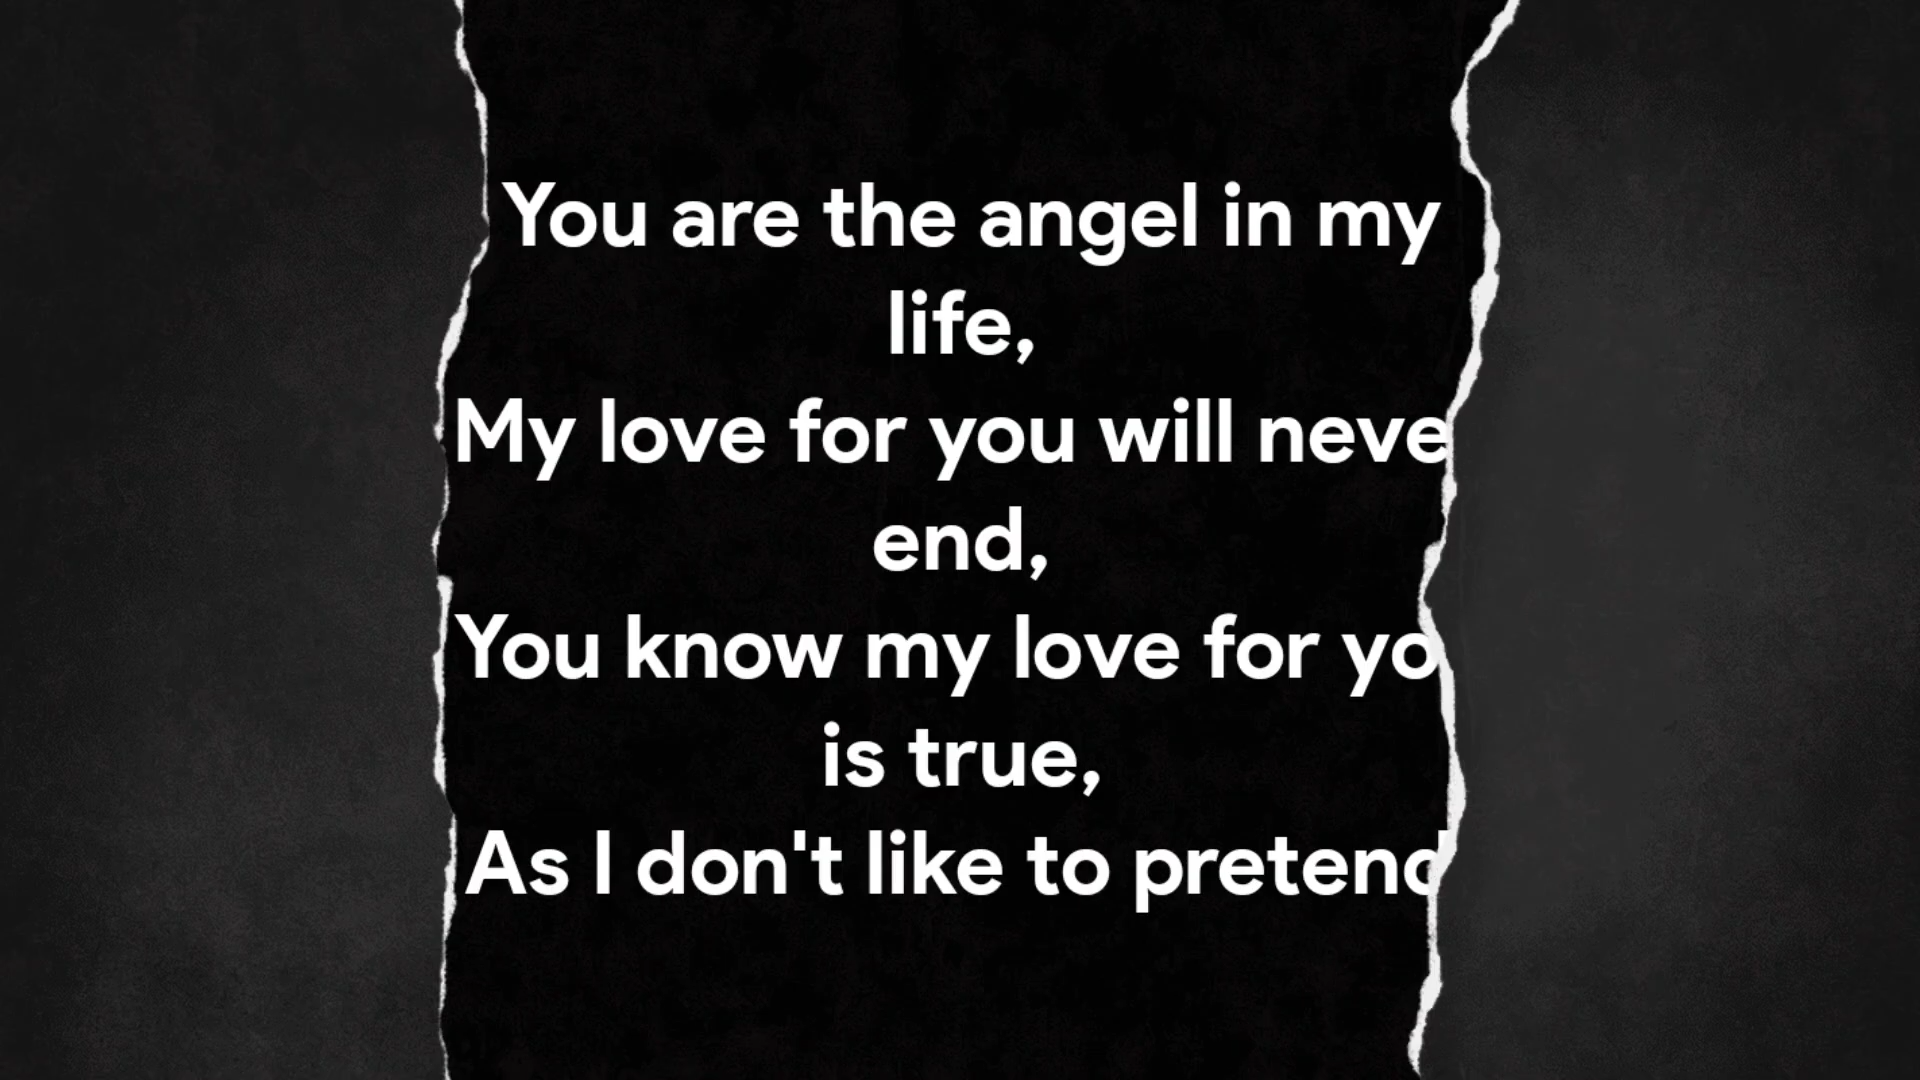 You are the angel in my
life,
My love for you will neve
end,
You know my love for yo
is true,
As I don't like to pretend